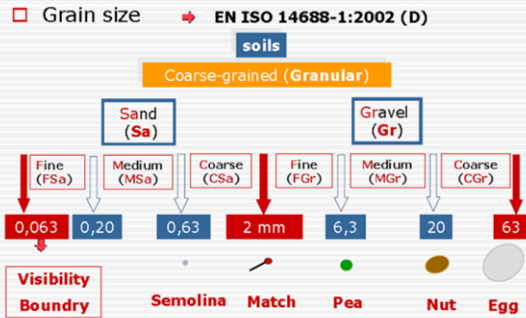 Grain size
EN ISO 14688-1:2002 (D)
soils
Coarse-grained (Granular)
Sand
(Sa)
Gravel
(Gr)
Fine
(FSa)
Medium
(MSa)
Coarse
(CSa)
Fine
(FGr)
Medium
(MGr)
Coarse
(CGr)
0,063
0,20
0,63
2 mm
6,3
20
63
Visibility
Boundry
Semolina
Match
Pea
Nut
Egg